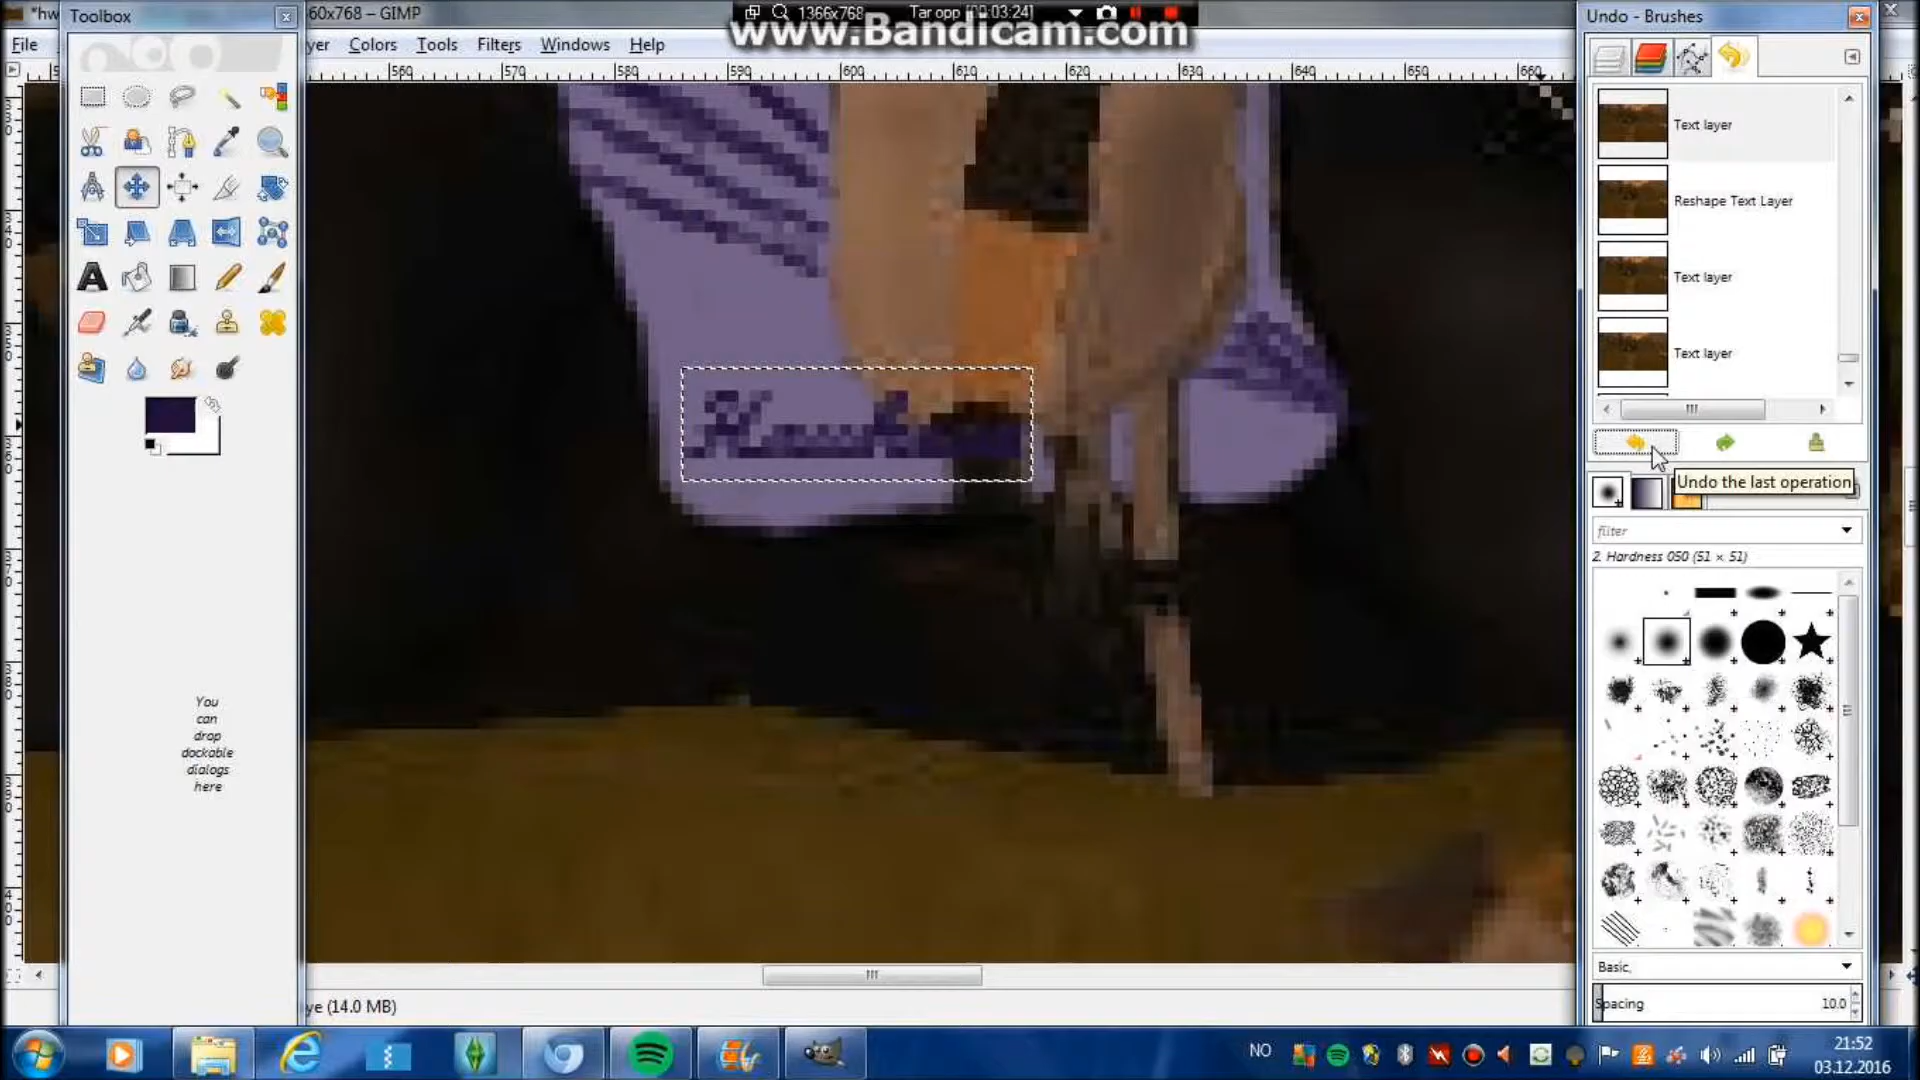 Toolbox
60x768 – GIMP
1366x768
Tar opp [00:03:24]
www.Bandicam.com
Undo - Brushes
File
yer
Colors
Tools
Filters
Windows
Help
560
570
580
590
600
610
620
630
640
650
660
Text layer
Reshape Text Layer
Text layer
Text layer
Undo the last operation
filter
2. Hardness 050 (51 × 51)
You
can
drop
dockable
dialogs
here
Basic,
Spacing
10.0
ye (14.0 MB)
NO
21:52
03.12.2016